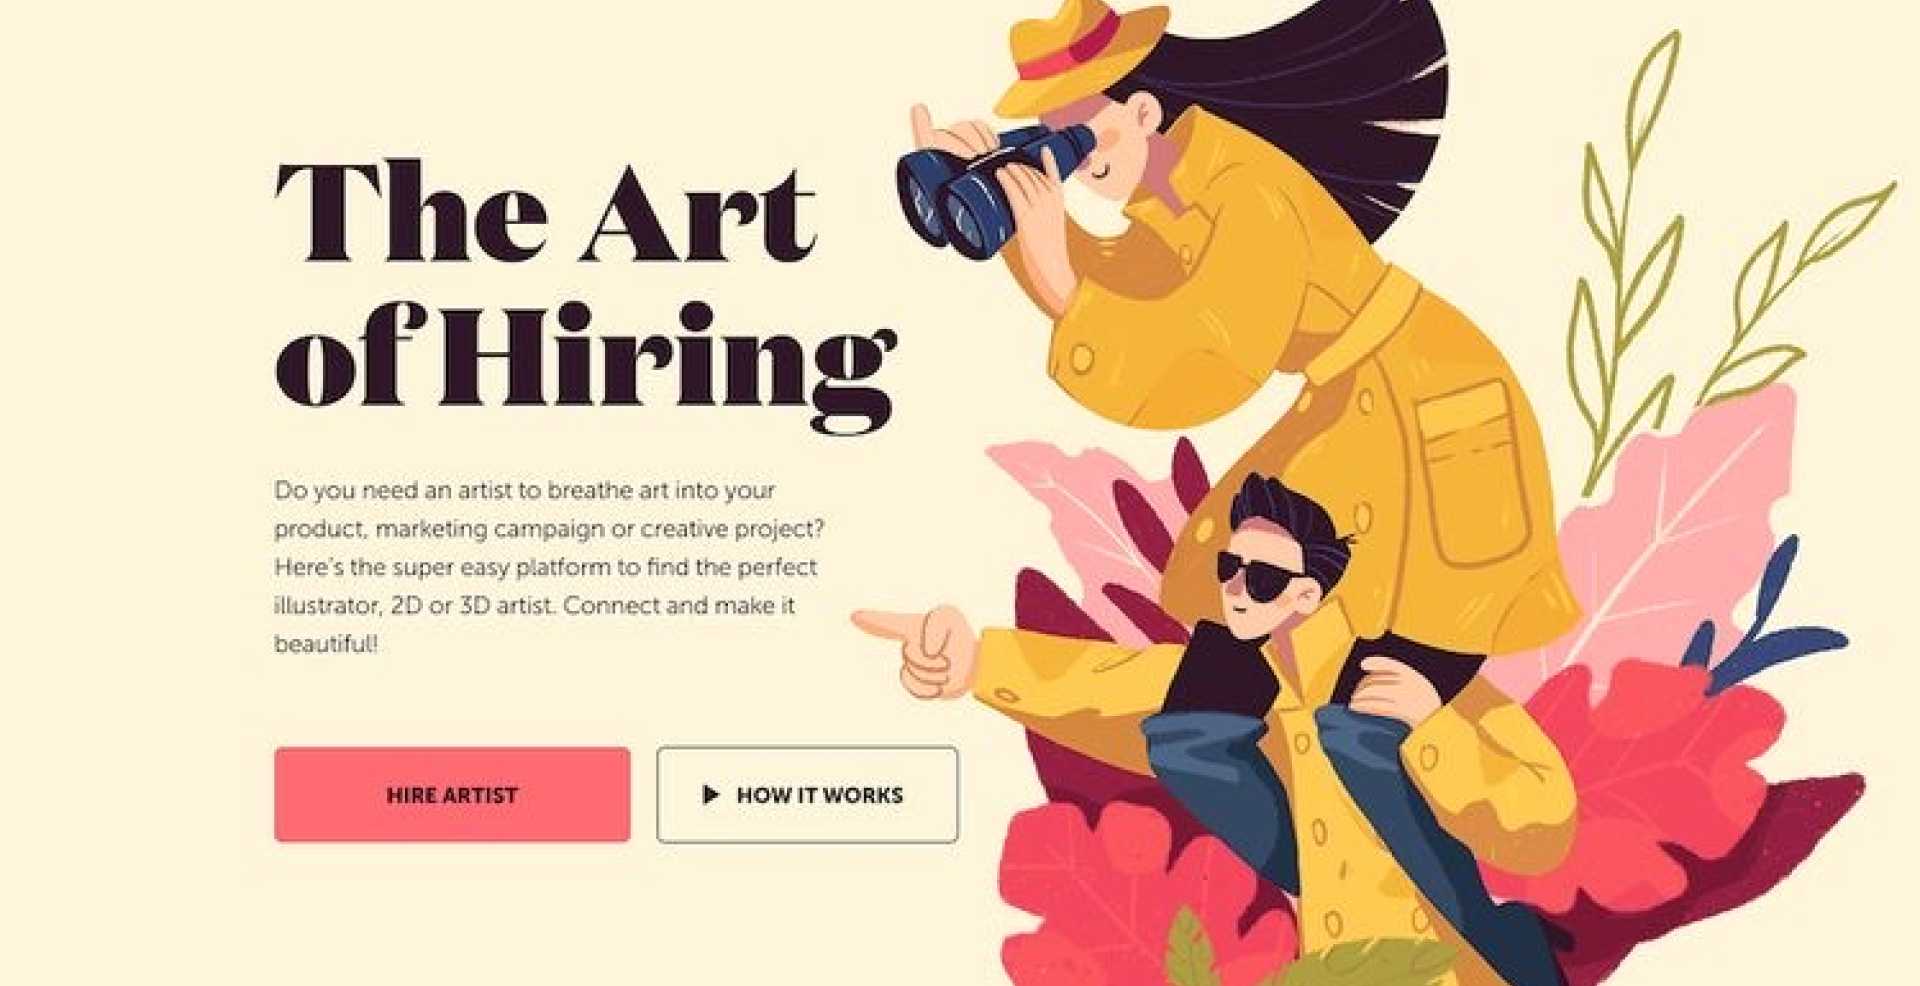 The Art
of Hiring
Do you need an artist to breathe art into your
product, marketing campaign or creative project?
Here's the super easy platform to find the perfect
illustrator, 2D or 3D artist. Connect and make it
beautiful!
HIRE ARTIST
HOW IT WORKS